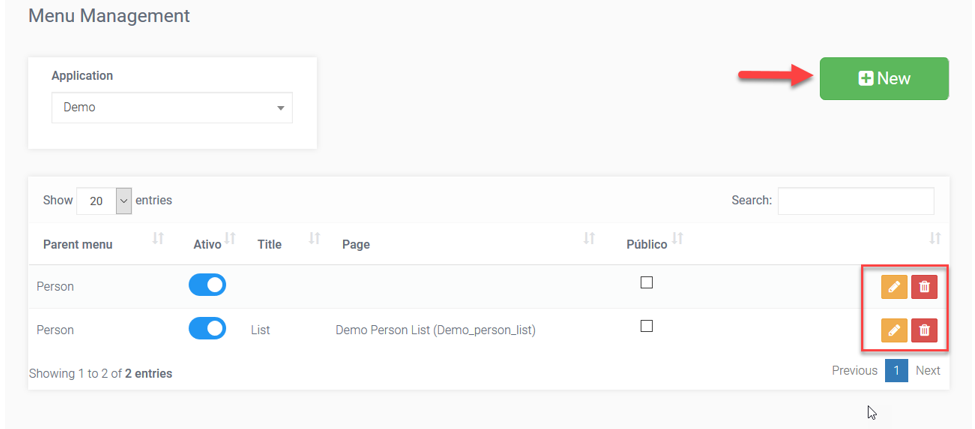 Menu Management
Application
Demo
New
Show 20 entries
Search:
Parent menu Ativo Title Page Público
Person
Person List Demo Person List (Demo_person_list)
Showing 1 to 2 of 2 entries
Previous 1 Next